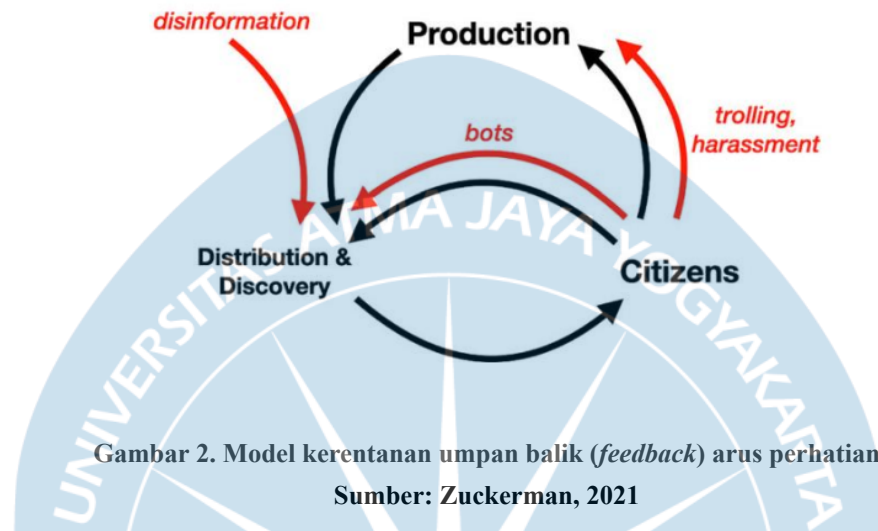 disinformation
Production
trolling,
harassment
bots
Distribution &
Discovery
Citizens
UNIVERSITAS ATMA JAYA YOGYAKARTA
Gambar 2. Model kerentanan umpan balik (feedback) arus perhatian
Sumber: Zuckerman, 2021